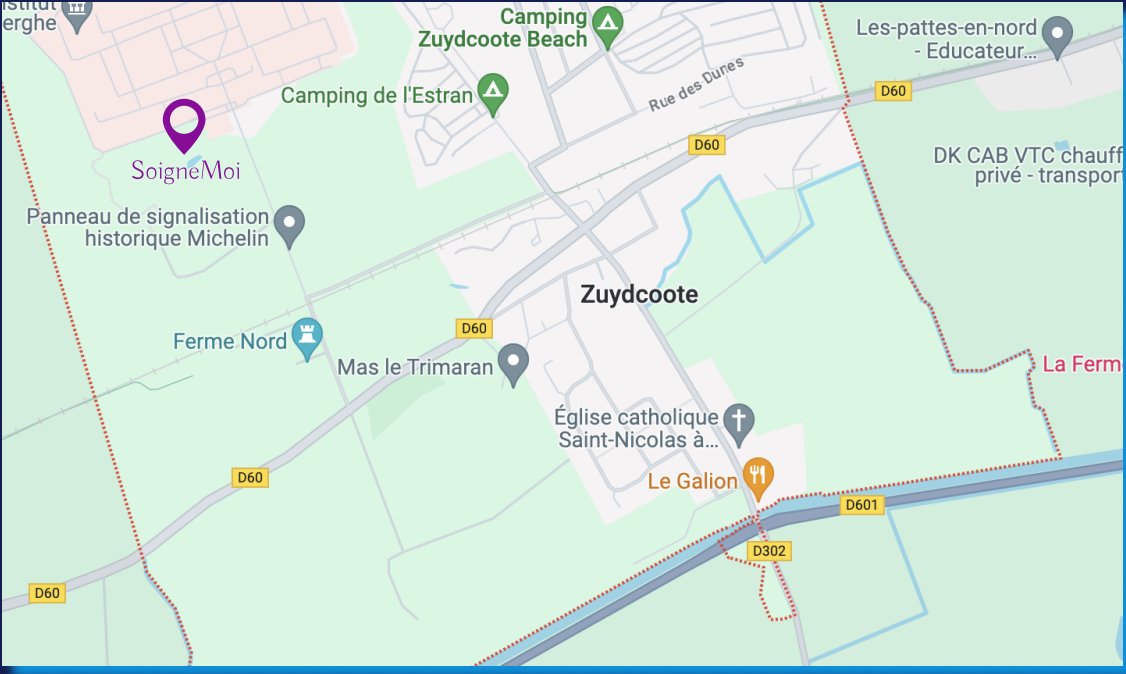 erghe
Camping
Zuydcoote Beach
Les-pattes-en-nord
- Educateur...
Camping de l'Estran
Rue des Dunes
D60
D60
SoigneMoi
DK CAB VTC chauff
privé - transport
Panneau de signalisation
historique Michelin
Zuydcoote
D60
Ferme Nord
Mas le Trimaran
La Ferm
Église catholique
Saint-Nicolas à...
Le Galion
D60
D601
D302
D60